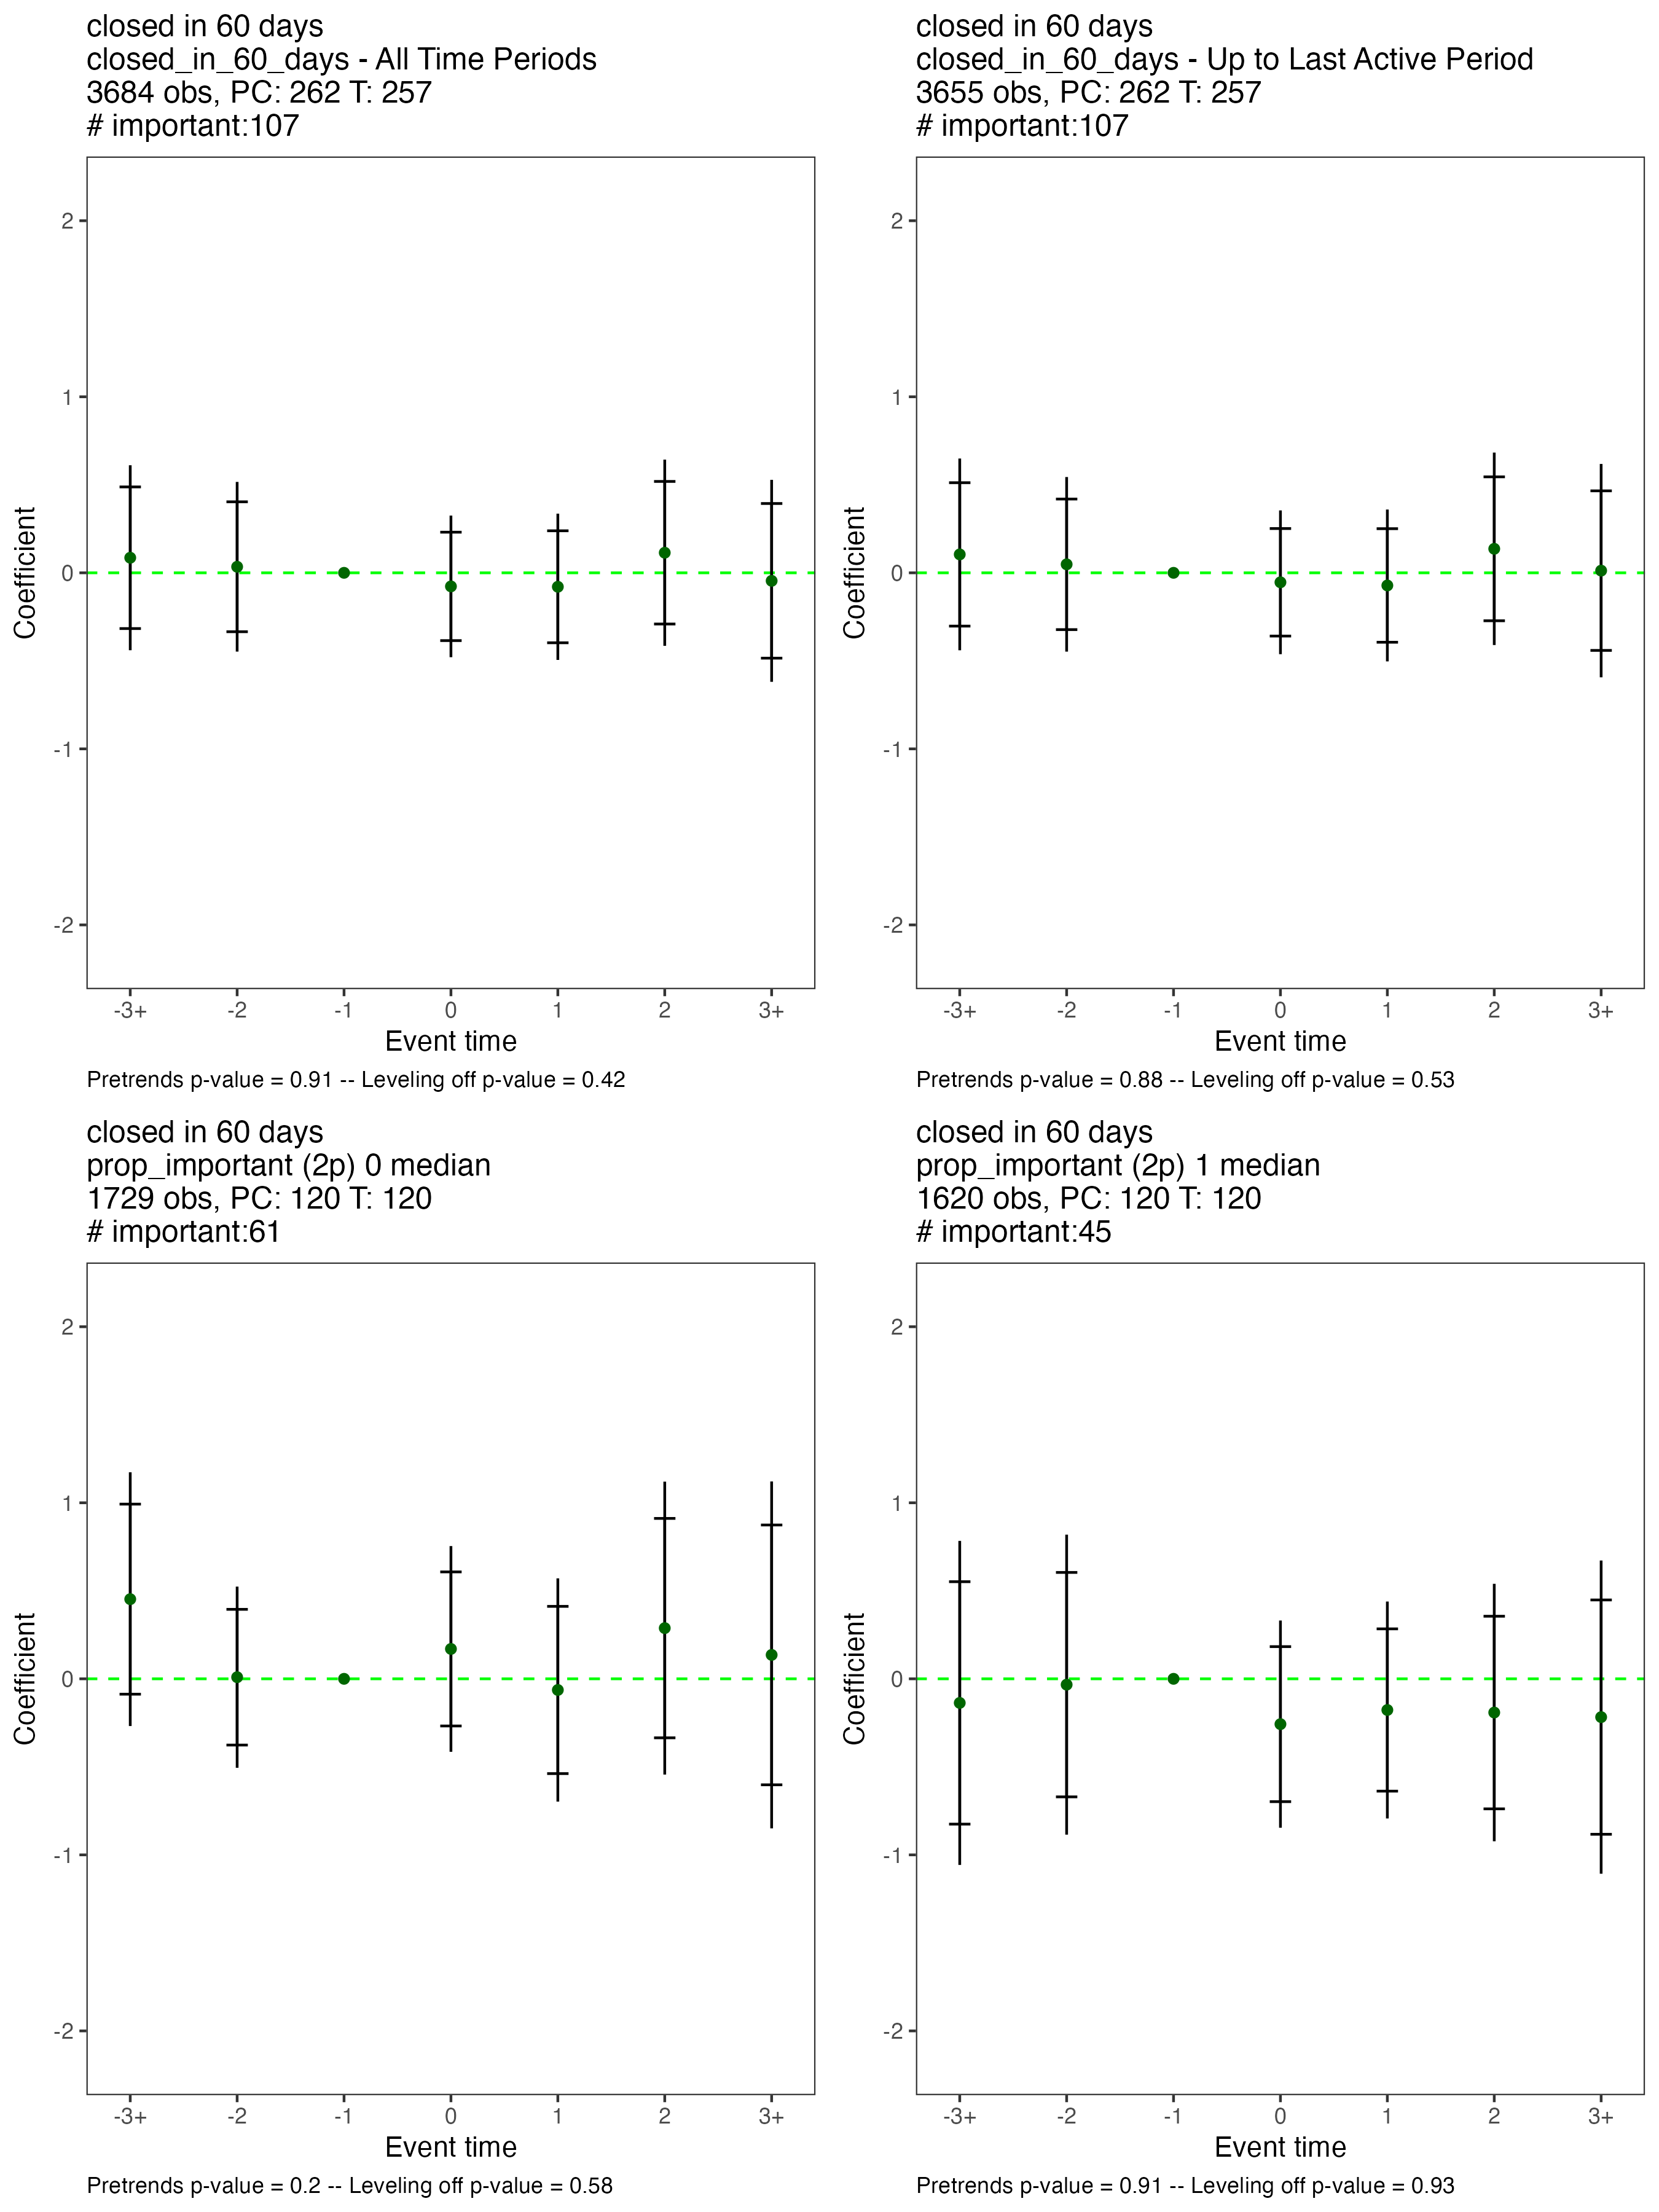 closed in 60 days
closed_in_60_days - All Time Periods
3684 obs, PC: 262 T: 257
# important:107
2
1
0
-1
-2
Coefficient
-3+ -2 -1 0 1 2 3+
Event time
Pretrends p-value = 0.91 -- Leveling off p-value = 0.42
closed in 60 days
closed_in_60_days - Up to Last Active Period
3655 obs, PC: 262 T: 257
# important:107
2
1
0
-1
-2
Coefficient
-3+ -2 -1 0 1 2 3+
Event time
Pretrends p-value = 0.88 -- Leveling off p-value = 0.53
closed in 60 days
prop_important (2p) 0 median
1729 obs, PC: 120 T: 120
# important:61
2
1
0
-1
-2
Coefficient
-3+ -2 -1 0 1 2 3+
Event time
Pretrends p-value = 0.2 -- Leveling off p-value = 0.58
closed in 60 days
prop_important (2p) 1 median
1620 obs, PC: 120 T: 120
# important:45
2
1
0
-1
-2
Coefficient
-3+ -2 -1 0 1 2 3+
Event time
Pretrends p-value = 0.91 -- Leveling off p-value = 0.93